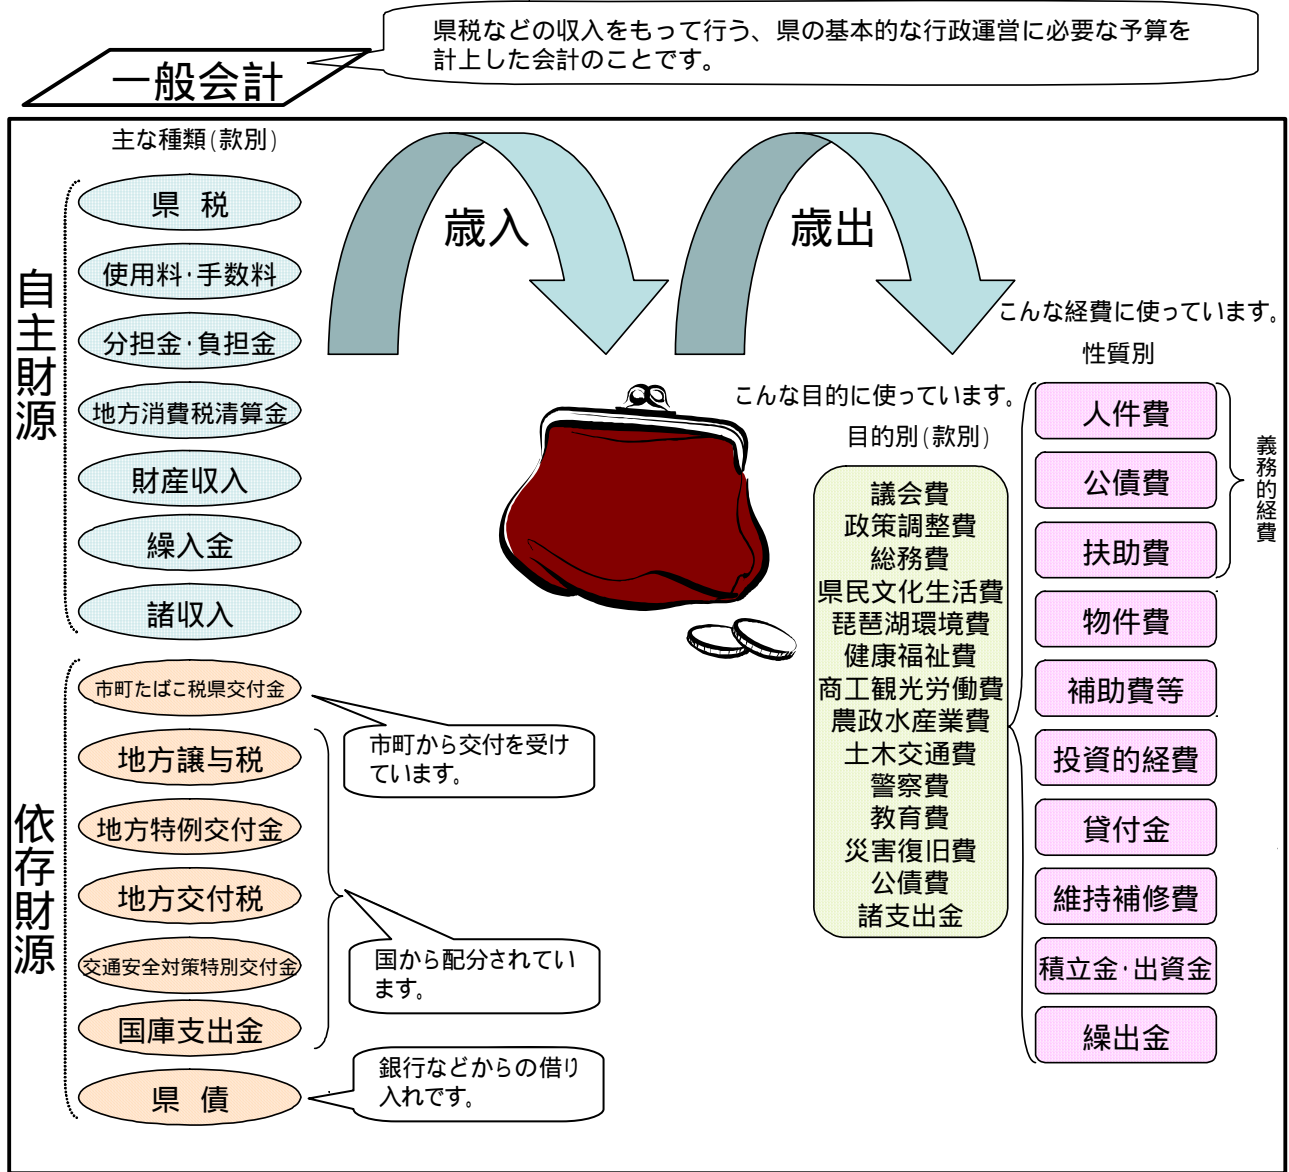 県税などの収入をもって行う、県の基本的な行政運営に必要な予算を
計上した会計のことです。
一般会計
主な種類(款別)
自主財源
県 税
使用料・手数料
分担金・負担金
地方消費税清算金
財産収入
繰入金
諸収入
依存財源
市町たばこ税県交付金
地方譲与税
地方特例交付金
地方交付税
交通安全対策特別交付金
国庫支出金
県 債
市町から交付を受け
ています。
国から配分されてい
ます。
銀行などからの借り
入れです。
歳入
歳出
こんな目的に使っています。
目的別(款別)
議会費
政策調整費
総務費
県民文化生活費
琵琶湖環境費
健康福祉費
商工観光労働費
農政水産業費
土木交通費
警察費
教育費
災害復旧費
公債費
諸支出金
こんな経費に使っています。
性質別
人件費
公債費
扶助費
物件費
補助費等
投資的経費
貸付金
維持補修費
積立金・出資金
繰出金
義務的経費